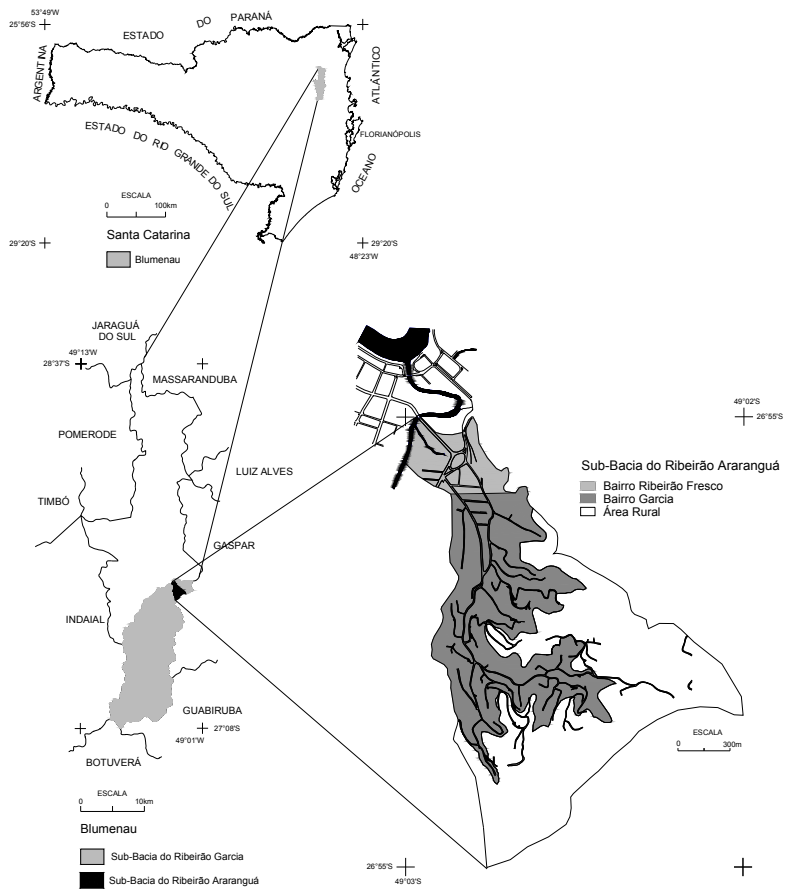 53°49W
25°56'S
ESTADO DO PARANÁ
ARGENTINA
ATLÁNTICO
OCEANO
FLORIANÓPOLIS
ESTADO DO RIO GRANDE DO SUL
ESCALA
0 100km
Santa Catarina
Blumenau
29°20'S
29°20'S
48°23W
JARAGUÁ
DO SUL
49°13W
28°37'S
MASSARANDUBA
POMERODE
LUIZ ALVES
TIMBÓ
GASPAR
INDAIAL
GUABIRUBA
27°08'S
49°01'W
BOTUVERÁ
ESCALA
0 10km
Blumenau
Sub-Bacia do Ribeirão Garcia
Sub-Bacia do Ribeirão Araranguá
49°02'S
26°55'S
Sub-Bacia do Ribeirão Araranguá
Bairro Ribeirão Fresco
Bairro Garcia
Área Rural
ESCALA
0 300m
26°55'S
49°03'S